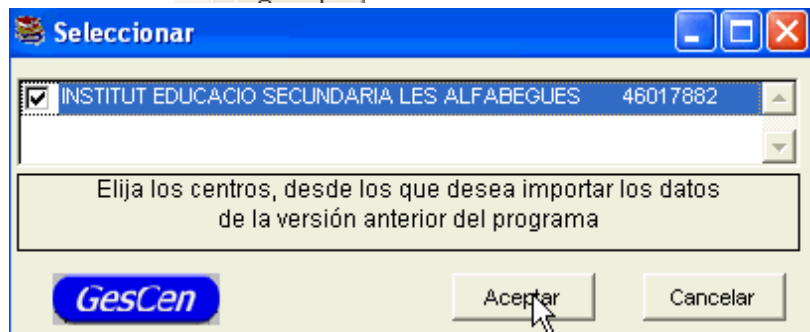 Seleccionar
INSTITUT EDUCACIO SECUNDARIA LES ALFABEGUES 46017882
Elija los centros, desde los que desea importar los datos
de la versión anterior del programa
GesCen Aceptar Cancelar